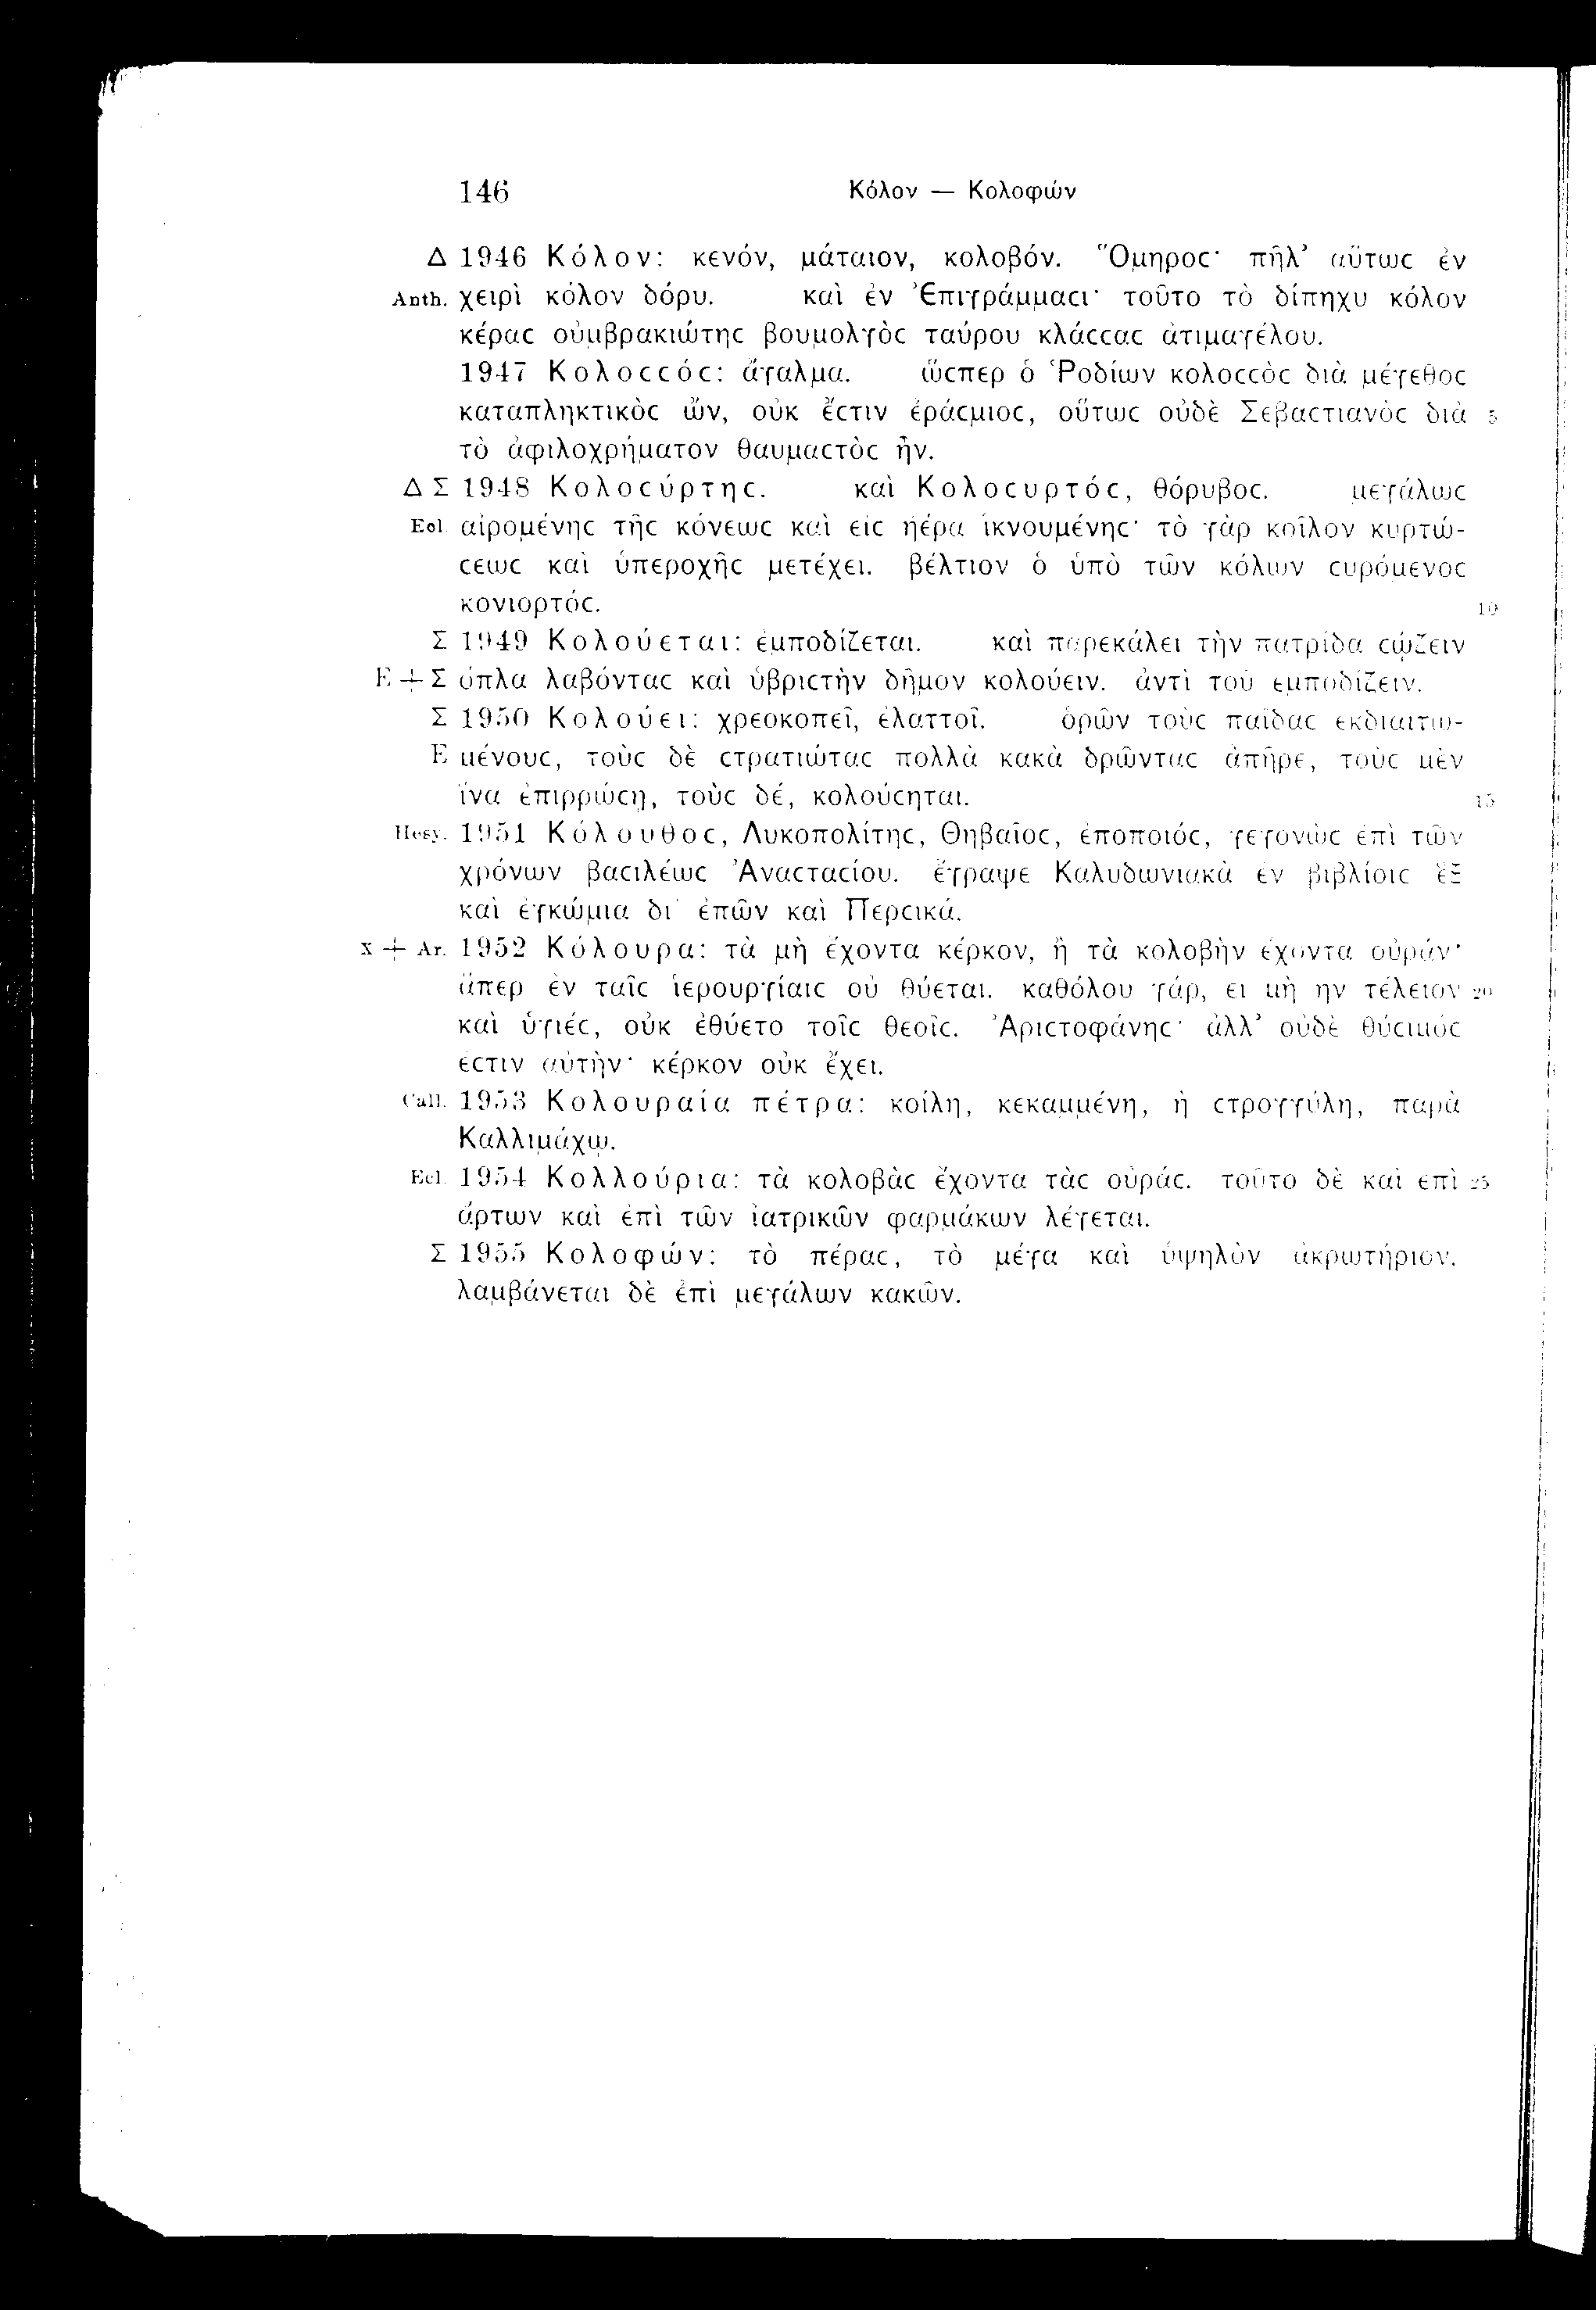 146 Κόλον — Κολοφών
Δ 1946 Κόλον: κενόν, μάταιον, κολοβόν. Ὅμηροϲ· πῆλ’ αὔτωϲ ἐν
Anth. χειρὶ κόλον δόρυ. καὶ ἐν Ἐπιγράμμαϲι· τοῦτο τὸ δίπηχυ κόλον
κέραϲ οὑμβρακιώτηϲ βουμολγὸϲ ταύρου κλάϲϲαϲ ἀτιμαγέλου.
1947 Κολοϲϲόϲ: ἄγαλμα. ὥϲπερ ὁ Ῥοδίων κολοϲϲὸϲ διὰ μέγεθοϲ
καταπληκτικὸϲ ὤν, οὐκ ἔϲτιν ἐράϲμιοϲ, οὕτωϲ οὐδὲ Σεβαϲτιανὸϲ διὰ 5
τὸ ἀφιλοχρήματον θαυμαϲτὸϲ ἦν.
Δ Σ 1948 Κολοϲύρτηϲ. καὶ Κολοϲυρτόϲ, θόρυβοϲ. μεγάλωϲ
Ecl. αἰρομένηϲ τῆϲ κόνεωϲ καὶ εἰϲ ἠέρα ἱκνουμένηϲ· τὸ γὰρ κοῖλον κυρτώ-
ϲεωϲ καὶ ὑπεροχῆϲ μετέχει. βέλτιον ὁ ὑπὸ τῶν κόλων ϲυρόμενοϲ
κονιορτόϲ. 10
Σ 1949 Κολούεται: ἐμποδίζεται. καὶ παρεκάλει τὴν πατρίδα ϲῴζειν
E + Σ ὅπλα λαβόνταϲ καὶ ὑβριϲτὴν δῆμον κολούειν. ἀντὶ τοῦ ἐμποδίζειν.
Σ 1950 Κολούει: χρεοκοπεῖ, ἐλαττοῖ. ὁρῶν τοὺϲ παῖδαϲ ἐκδιαιτω-
E μένουϲ, τοὺϲ δὲ ϲτρατιώταϲ πολλὰ κακὰ δρῶνταϲ ἀπῆρε, τοὺϲ μὲν
ἵνα ἐπιρρώϲῃ, τοὺϲ δέ, κολούϲηται. 15
Hesy. 1951 Κόλουθοϲ, Λυκοπολίτηϲ, Θηβαῖοϲ, ἐποποιόϲ, γεγονὼϲ ἐπὶ τῶν
χρόνων βαϲιλέωϲ Ἀναϲταϲίου. ἔγραψε Καλυδωνιακὰ ἐν βιβλίοιϲ ἓξ
καὶ ἐγκώμια δι’ ἐπῶν καὶ Περϲικά.
x + Ar. 1952 Κόλουρα: τὰ μὴ ἔχοντα κέρκον, ἢ τὰ κολοβὴν ἔχοντα οὐράν·
ἅπερ ἐν ταῖϲ ἱερουργίαιϲ οὐ θύεται. καθόλου γάρ, εἰ μὴ ἦν τέλειον 20
καὶ ὑγιέϲ, οὐκ ἐθύετο τοῖϲ θεοῖϲ. Ἀριϲτοφάνηϲ· ἀλλ’ οὐδὲ θύϲιμόϲ
ἐϲτιν αὑτὴν· κέρκον οὐκ ἔχει.
Call. 1953 Κολουραία πέτρα: κοίλη, κεκαμμένη, ἢ ϲτρογγύλη, παρὰ
Καλλιμάχῳ.
Ecl. 1954 Κολλούρια: τὰ κολοβὰϲ ἔχοντα τὰϲ οὐράϲ. τοῦτο δὲ καὶ ἐπὶ 25
ἄρτων καὶ ἐπὶ τῶν ἰατρικῶν φαρμάκων λέγεται.
Σ 1955 Κολοφών: τὸ πέραϲ, τὸ μέγα καὶ ὑψηλὸν ἀκρωτήριον.
λαμβάνεται δὲ ἐπὶ μεγάλων κακῶν.